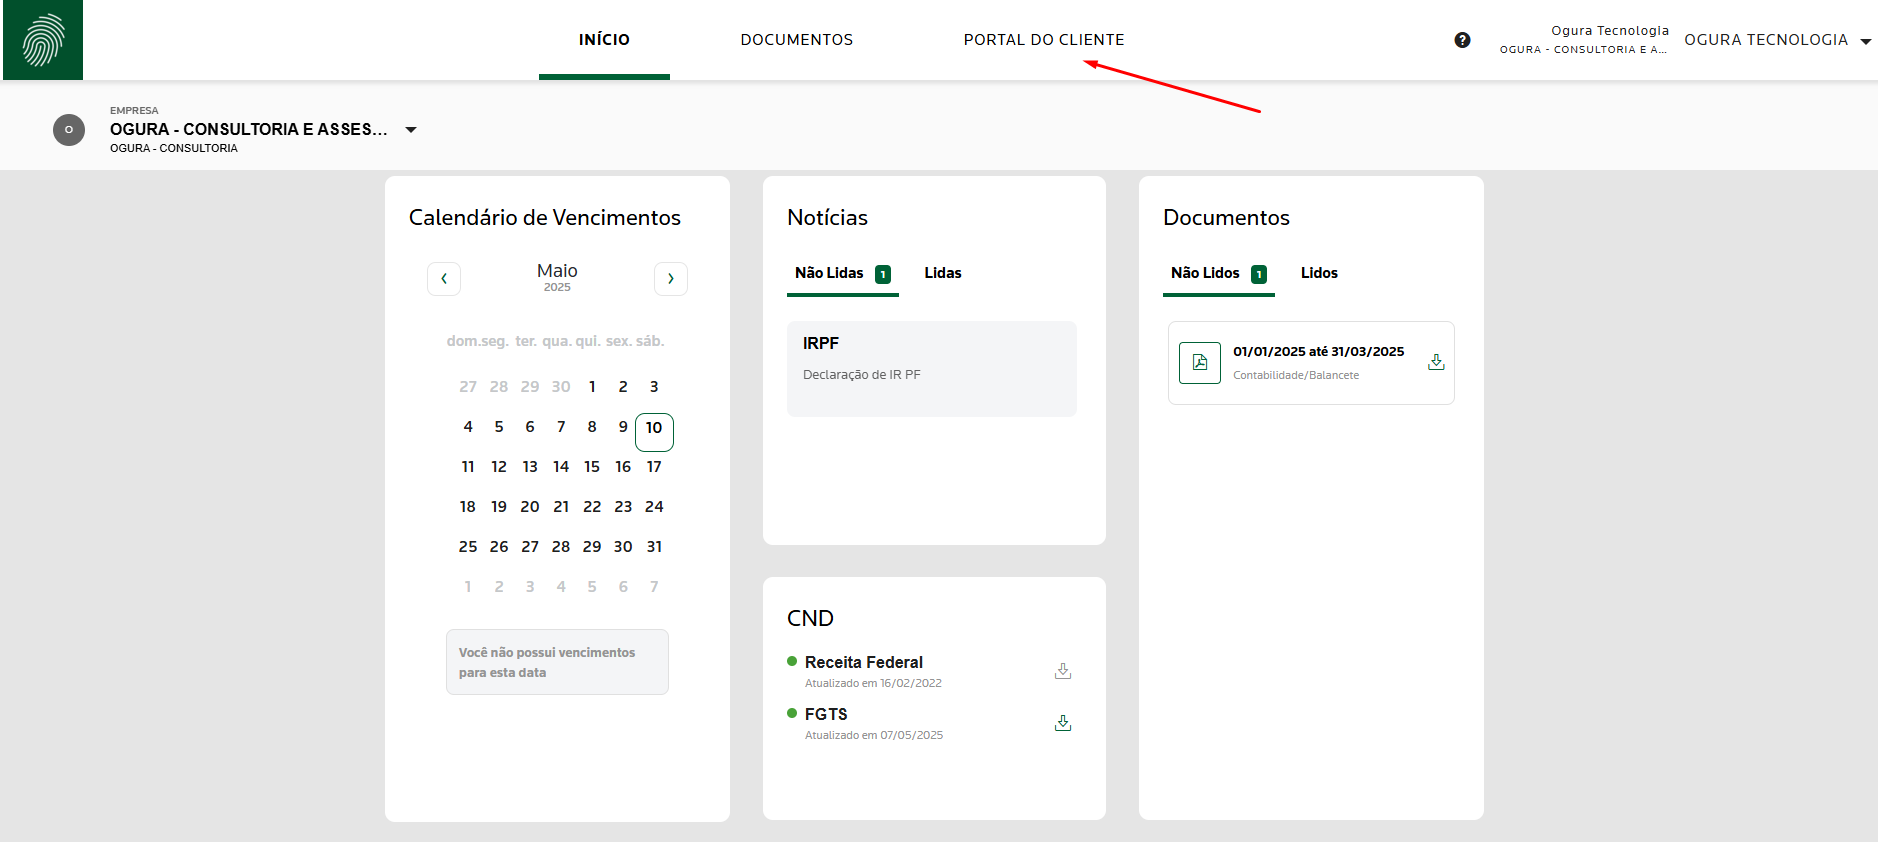 INÍCIO
DOCUMENTOS
PORTAL DO CLIENTE
?
Ogura Tecnologia
OGURA - CONSULTORIA E A...
OGURA TECNOLOGIA
O
EMPRESA
OGURA - CONSULTORIA E ASSES...
OGURA - CONSULTORIA
Calendário de Vencimentos
Maio
2025
dom. seg. ter. qua. qui. sex. sáb.
27 28 29 30 1 2 3
4 5 6 7 8 9 10
11 12 13 14 15 16 17
18 19 20 21 22 23 24
25 26 27 28 29 30 31
1 2 3 4 5 6 7
Você não possui vencimentos
para esta data
Notícias
Não Lidas 1 Lidas
IRPF
Declaração de IR PF
CND
Receita Federal
Atualizado em 16/02/2022
FGTS
Atualizado em 07/05/2025
Documentos
Não Lidos 1 Lidos
01/01/2025 até 31/03/2025
Contabilidade/Balancete